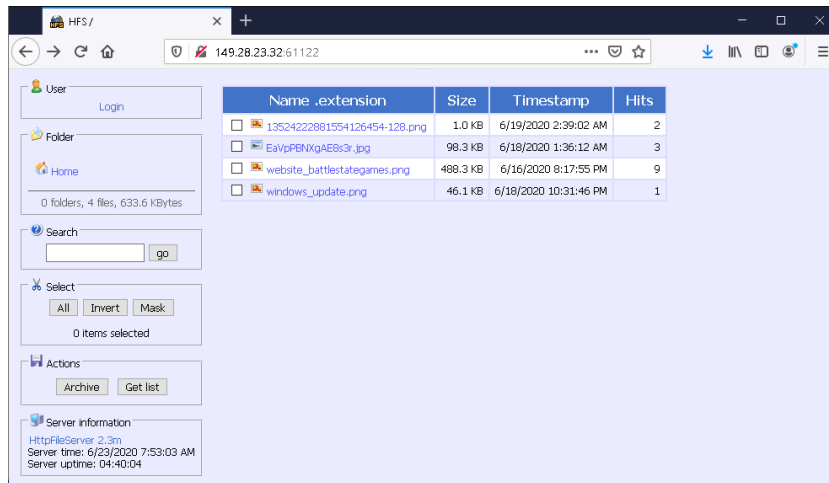 HFS /
149.28.23.32:61122
User
Login
Folder
Home
0 folders, 4 files, 633.6 KBytes
Search
go
Select
All Invert Mask
0 items selected
Actions
Archive Get list
Server information
HttpFileServer 2.3m
Server time: 6/23/2020 7:53:03 AM
Server uptime: 04:40:04
Name .extension Size Timestamp Hits
13524222881554126454-128.png 1.0 KB 6/19/2020 2:39:02 AM 2
EaVpPBNXgAE8s3r.jpg 98.3 KB 6/18/2020 1:36:12 AM 3
website_battlestategames.png 488.3 KB 6/16/2020 8:17:55 PM 9
windows_update.png 46.1 KB 6/18/2020 10:31:46 PM 1